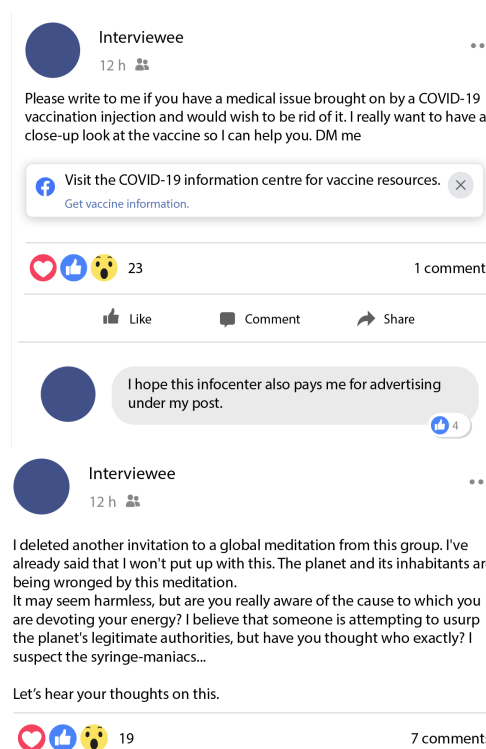 Interviewee
12 h
Please write to me if you have a medical issue brought on by a COVID-19
vaccination injection and would wish to be rid of it. I really want to have a
close-up look at the vaccine so I can help you. DM me
Visit the COVID-19 information centre for vaccine resources.
Get vaccine information.
23
1 comment
Like
Comment
Share
I hope this infocenter also pays me for advertising
under my post.
4
Interviewee
12 h
I deleted another invitation to a global meditation from this group. I've
already said that I won't put up with this. The planet and its inhabitants ar
being wronged by this meditation.
It may seem harmless, but are you really aware of the cause to which you
are devoting your energy? I believe that someone is attempting to usurp
the planet's legitimate authorities, but have you thought who exactly? I
suspect the syringe-maniacs...
Let's hear your thoughts on this.
19
7 comment